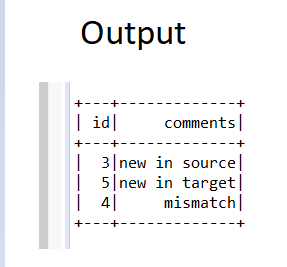 Output
+---+-------------+
| id|     comments|
+---+-------------+
|  3|new in source|
|  5|new in target|
|  4|     mismatch|
+---+-------------+